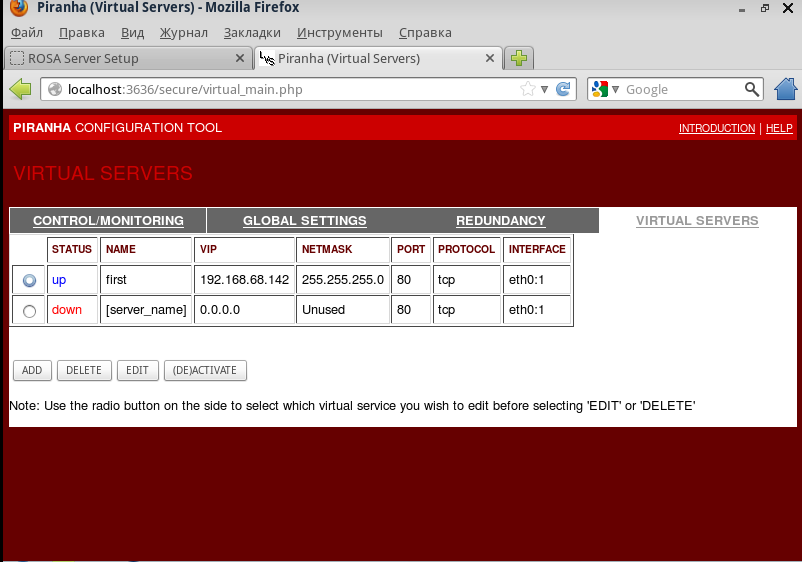 Piranha (Virtual Servers) - Mozilla Firefox
Файл Правка Вид Журнал Закладки Инструменты Справка
ROSA Server Setup Piranha (Virtual Servers)
localhost:3636/secure/virtual_main.php Google
PIRANHA CONFIGURATION TOOL INTRODUCTION | HELP
VIRTUAL SERVERS
CONTROL/MONITORING GLOBAL SETTINGS REDUNDANCY VIRTUAL SERVERS
STATUS NAME VIP NETMASK PORT PROTOCOL INTERFACE
up first 192.168.68.142 255.255.255.0 80 tcp eth0:1
down [server_name] 0.0.0.0 Unused 80 tcp eth0:1
ADD DELETE EDIT (DE)ACTIVATE
Note: Use the radio button on the side to select which virtual service you wish to edit before selecting 'EDIT' or 'DELETE'